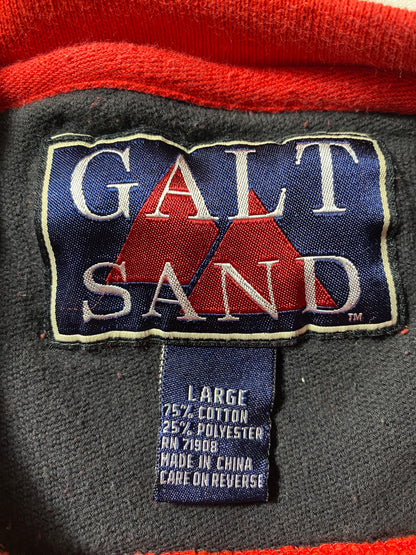 GALT
SAND
TM
LARGE
75% COTTON
25% POLYESTER
RN 71908
MADE IN CHINA
CARE ON REVERSE